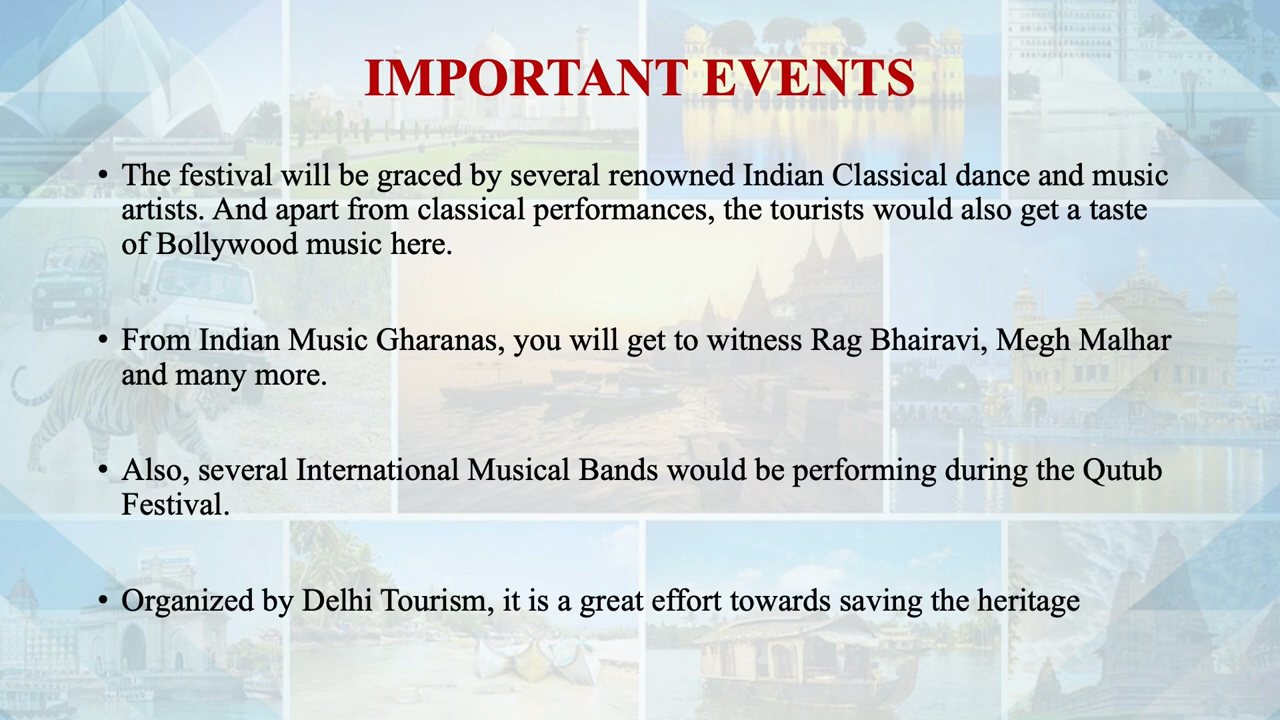 IMPORTANT EVENTS
• The festival will be graced by several renowned Indian Classical dance and music
artists. And apart from classical performances, the tourists would also get a taste
of Bollywood music here.
• From Indian Music Gharanas, you will get to witness Rag Bhairavi, Megh Malhar
and many more.
• Also, several International Musical Bands would be performing during the Qutub
Festival.
• Organized by Delhi Tourism, it is a great effort towards saving the heritage